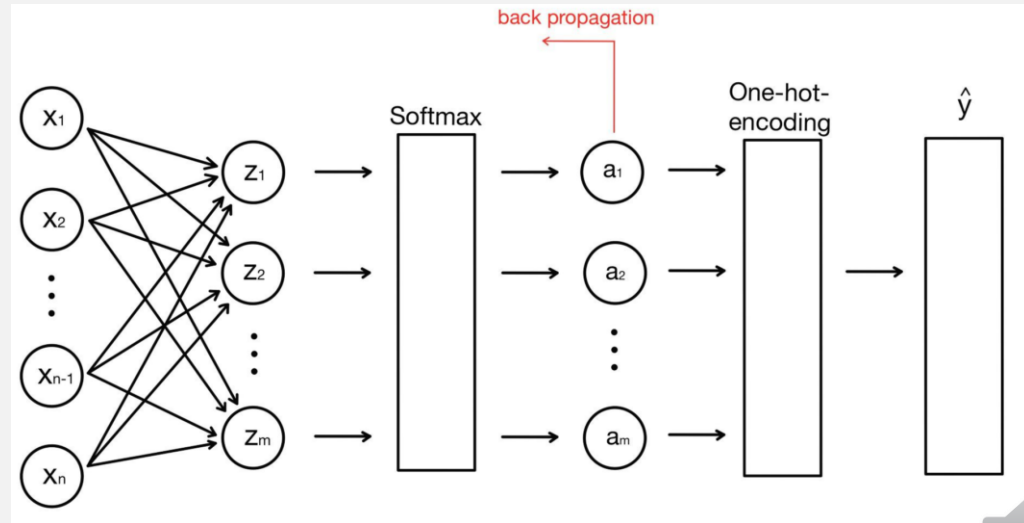 back propagation
One-hot-
encoding
ŷ
Softmax
x₁
z₁
a₁
x₂
z₂
a₂
xₙ₋₁
zₘ
aₘ
xₙ